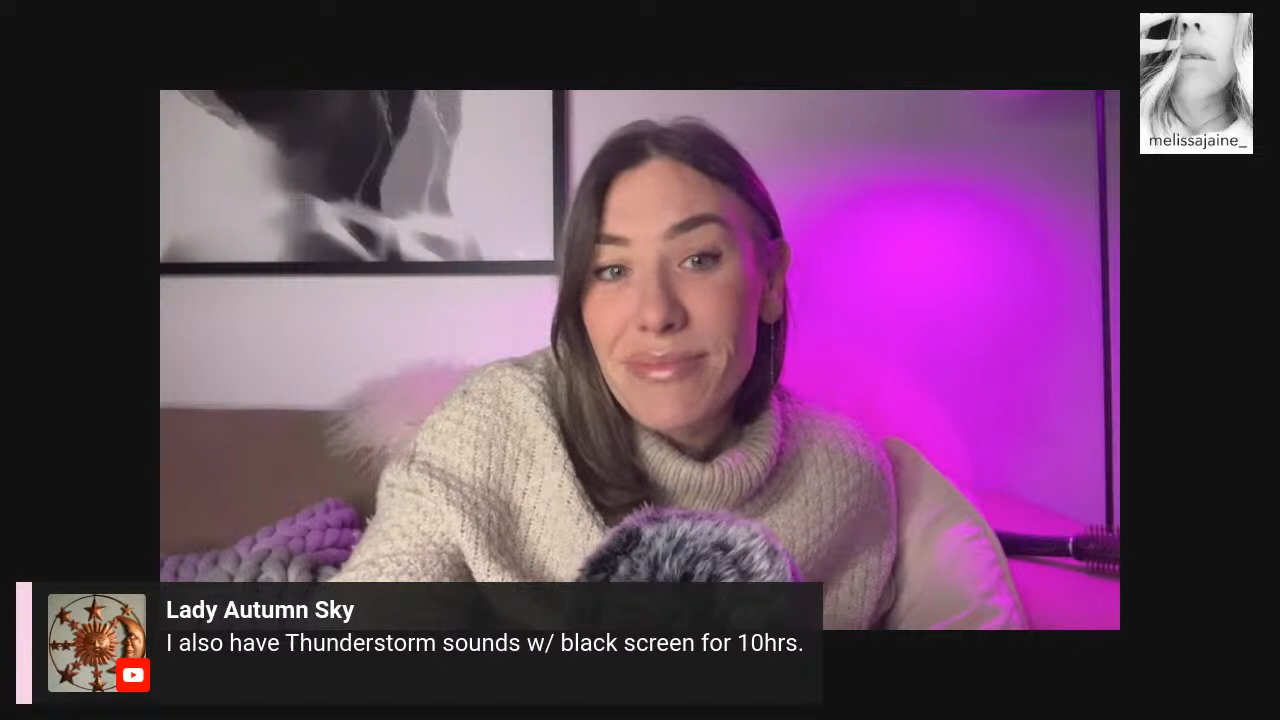 melissajaine_
Lady Autumn Sky
I also have Thunderstorm sounds w/ black screen for 10hrs.